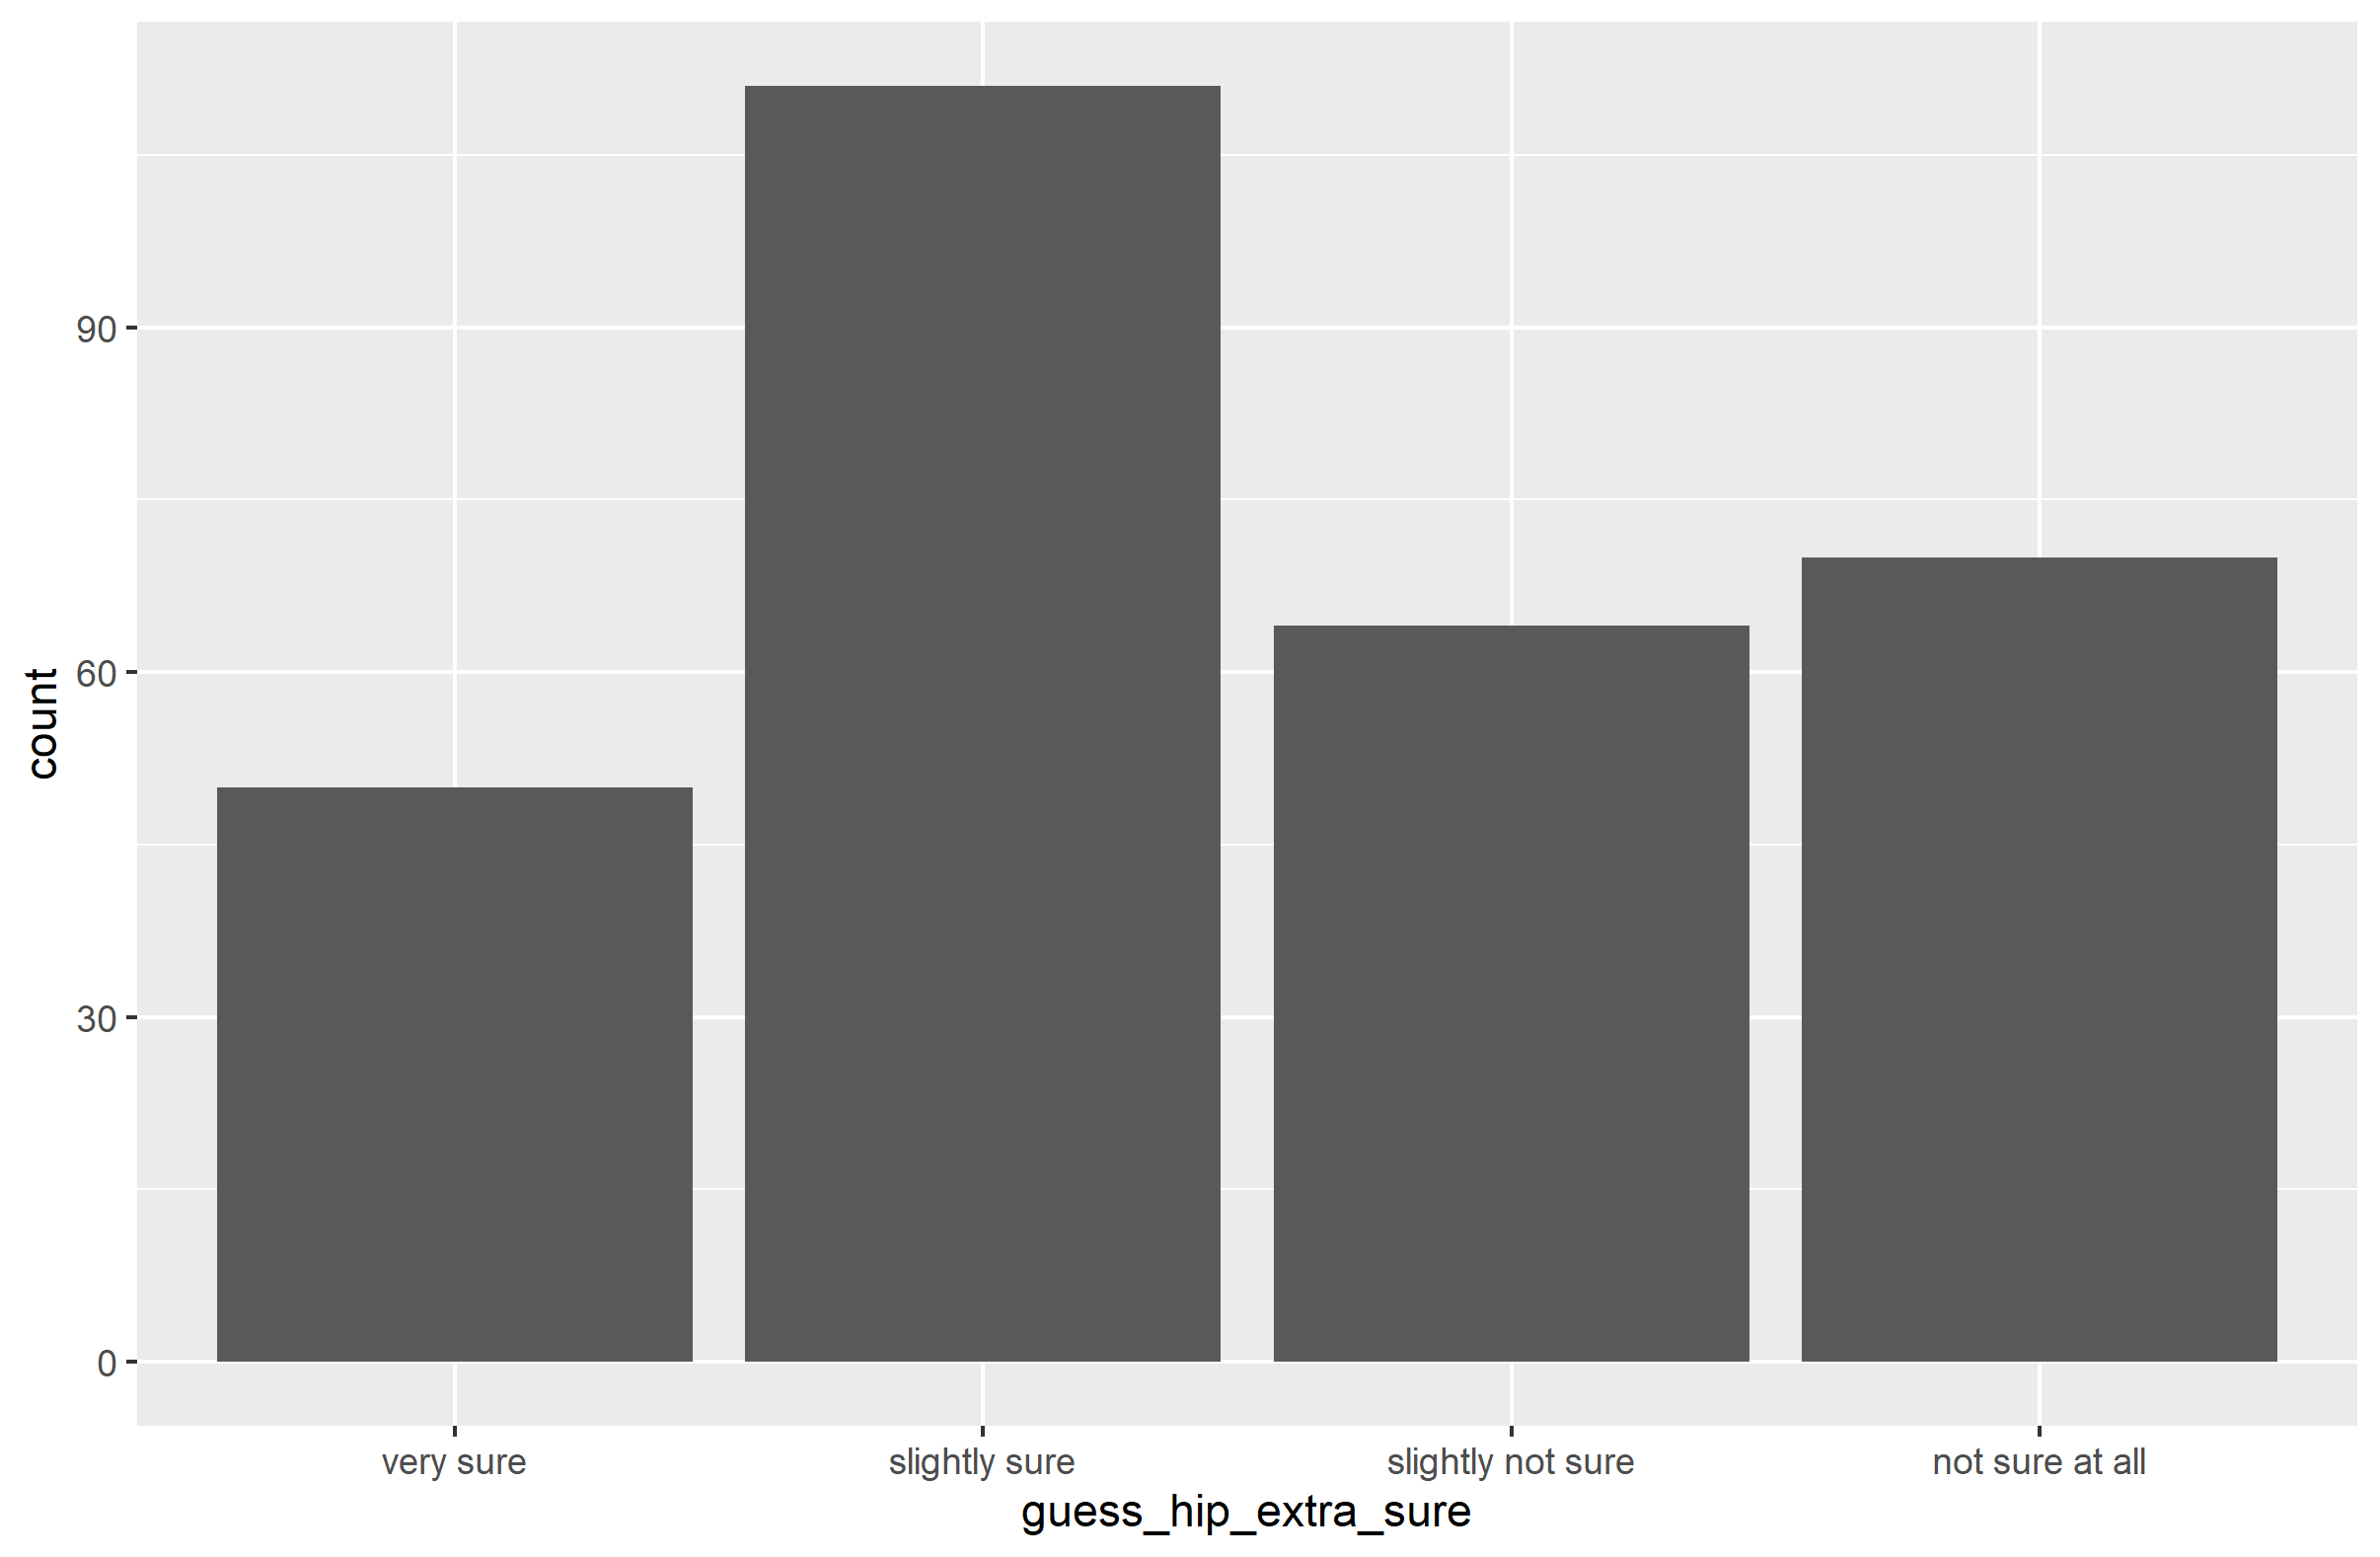 count
90
60
30
0
very sure slightly sure slightly not sure not sure at all
guess_hip_extra_sure